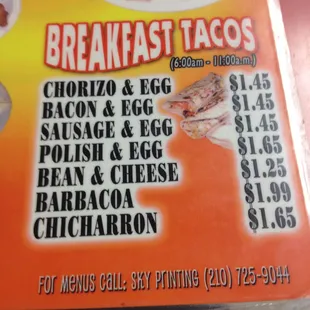 BREAKFAST TACOS
(6:00am - 11:00a.m)
CHORIZO & EGG $1.45
BACON & EGG $1.45
SAUSAGE & EGG $1.45
POLISH & EGG $1.65
BEAN & CHEESE $1.25
BARBACOA $1.99
CHICHARRON $1.65
FOR MENUS CALL: SKY PRINTING (210) 725-9044